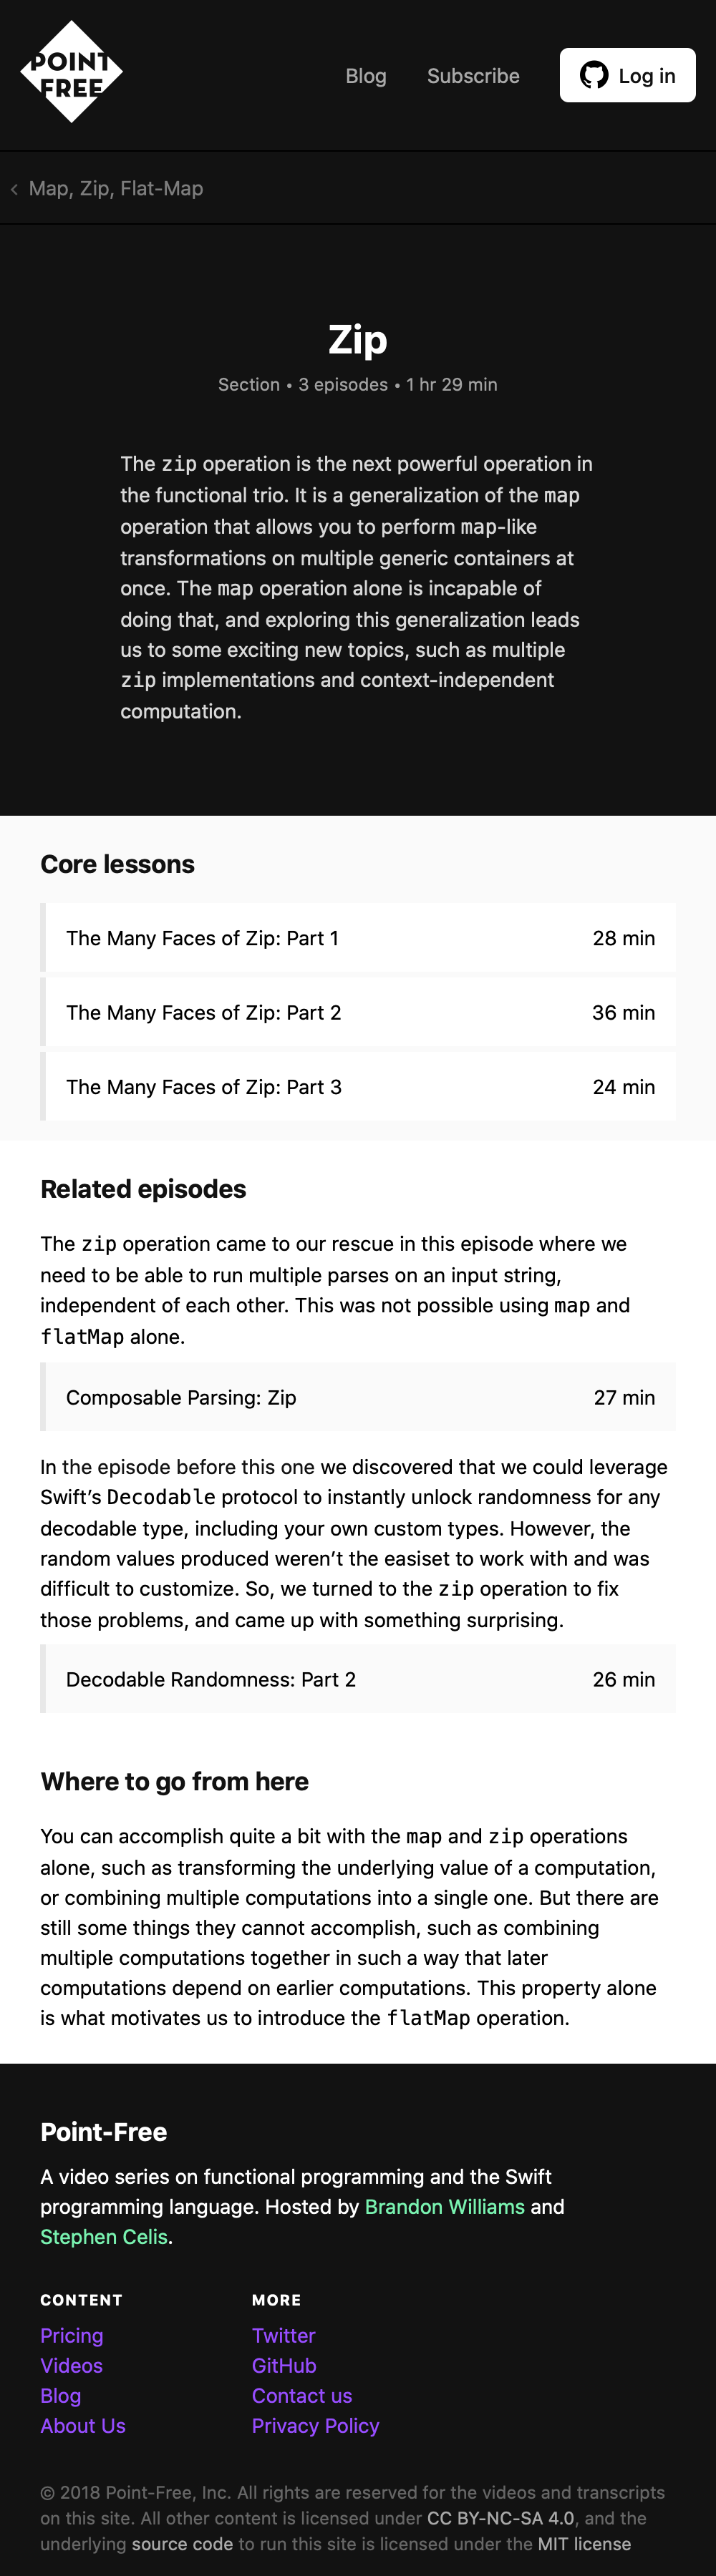 POINT
FREE
Blog
Subscribe
Log in
Map, Zip, Flat-Map
Zip
Section • 3 episodes • 1 hr 29 min
The zip operation is the next powerful operation in
the functional trio. It is a generalization of the map
operation that allows you to perform map-like
transformations on multiple generic containers at
once. The map operation alone is incapable of
doing that, and exploring this generalization leads
us to some exciting new topics, such as multiple
zip implementations and context-independent
computation.
Core lessons
The Many Faces of Zip: Part 1 28 min
The Many Faces of Zip: Part 2 36 min
The Many Faces of Zip: Part 3 24 min
Related episodes
The zip operation came to our rescue in this episode where we
need to be able to run multiple parses on an input string,
independent of each other. This was not possible using map and
flatMap alone.
Composable Parsing: Zip 27 min
In the episode before this one we discovered that we could leverage
Swift’s Decodable protocol to instantly unlock randomness for any
decodable type, including your own custom types. However, the
random values produced weren’t the easiset to work with and was
difficult to customize. So, we turned to the zip operation to fix
those problems, and came up with something surprising.
Decodable Randomness: Part 2 26 min
Where to go from here
You can accomplish quite a bit with the map and zip operations
alone, such as transforming the underlying value of a computation,
or combining multiple computations into a single one. But there are
still some things they cannot accomplish, such as combining
multiple computations together in such a way that later
computations depend on earlier computations. This property alone
is what motivates us to introduce the flatMap operation.
Point-Free
A video series on functional programming and the Swift
programming language. Hosted by Brandon Williams and
Stephen Celis.
CONTENT
Pricing
Videos
Blog
About Us
MORE
Twitter
GitHub
Contact us
Privacy Policy
© 2018 Point-Free, Inc. All rights are reserved for the videos and transcripts
on this site. All other content is licensed under CC BY-NC-SA 4.0, and the
underlying source code to run this site is licensed under the MIT license